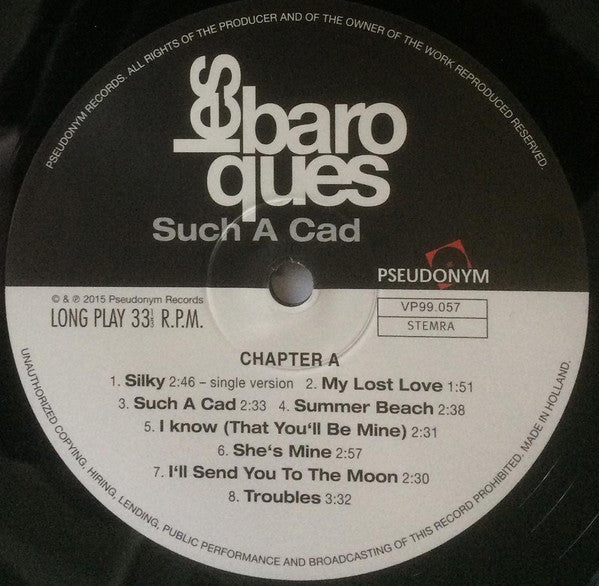 PSEUDONYM RECORDS. ALL RIGHTS OF THE PRODUCER AND OF THE OWNER OF THE WORK REPRODUCED RESERVED.
les
baro
ques
Such A Cad
PSEUDONYM
© & ℗ 2015 Pseudonym Records
LONG PLAY 33⅓ R.P.M.
VP99.057
STEMRA
CHAPTER A
1. Silky 2:46 – single version 2. My Lost Love 1:51
3. Such A Cad 2:33 4. Summer Beach 2:38
5. I know (That You'll Be Mine) 2:31
6. She's Mine 2:57
7. I'll Send You To The Moon 2:30
8. Troubles 3:32
UNAUTHORIZED COPYING, HIRING, LENDING, PUBLIC PERFORMANCE AND BROADCASTING OF THIS RECORD PROHIBITED. MADE IN HOLLAND.